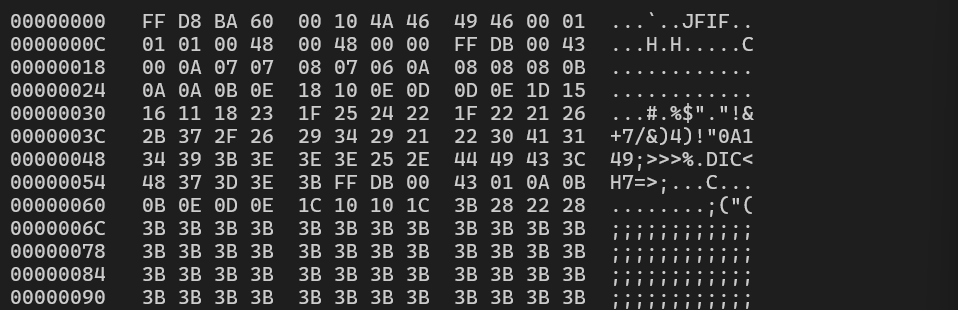 00000000 FF D8 BA 60 00 10 4A 46 49 46 00 01 ...`..JFIF..
0000000C 01 01 00 48 00 48 00 00 FF DB 00 43 ...H.H.....C
00000018 00 0A 07 07 08 07 06 0A 08 08 08 0B ............
00000024 0A 0A 0B 0E 18 10 0E 0D 0D 0E 1D 15 ............
00000030 16 11 18 23 1F 25 24 22 1F 22 21 26 ...#.%$"."!&
0000003C 2B 37 2F 26 29 34 29 21 22 30 41 31 +7/&)4)!"0A1
00000048 34 39 3B 3E 3E 3E 25 2E 44 49 43 3C 49;>>>%.DIC<
00000054 48 37 3D 3E 3B FF DB 00 43 01 0A 0B H7=>;...C...
00000060 0B 0E 0D 0E 1C 10 10 1C 3B 28 22 28 ........;("(
0000006C 3B 3B 3B 3B 3B 3B 3B 3B 3B 3B 3B 3B ;;;;;;;;;;;;
00000078 3B 3B 3B 3B 3B 3B 3B 3B 3B 3B 3B 3B ;;;;;;;;;;;;
00000084 3B 3B 3B 3B 3B 3B 3B 3B 3B 3B 3B 3B ;;;;;;;;;;;;
00000090 3B 3B 3B 3B 3B 3B 3B 3B 3B 3B 3B 3B ;;;;;;;;;;;;